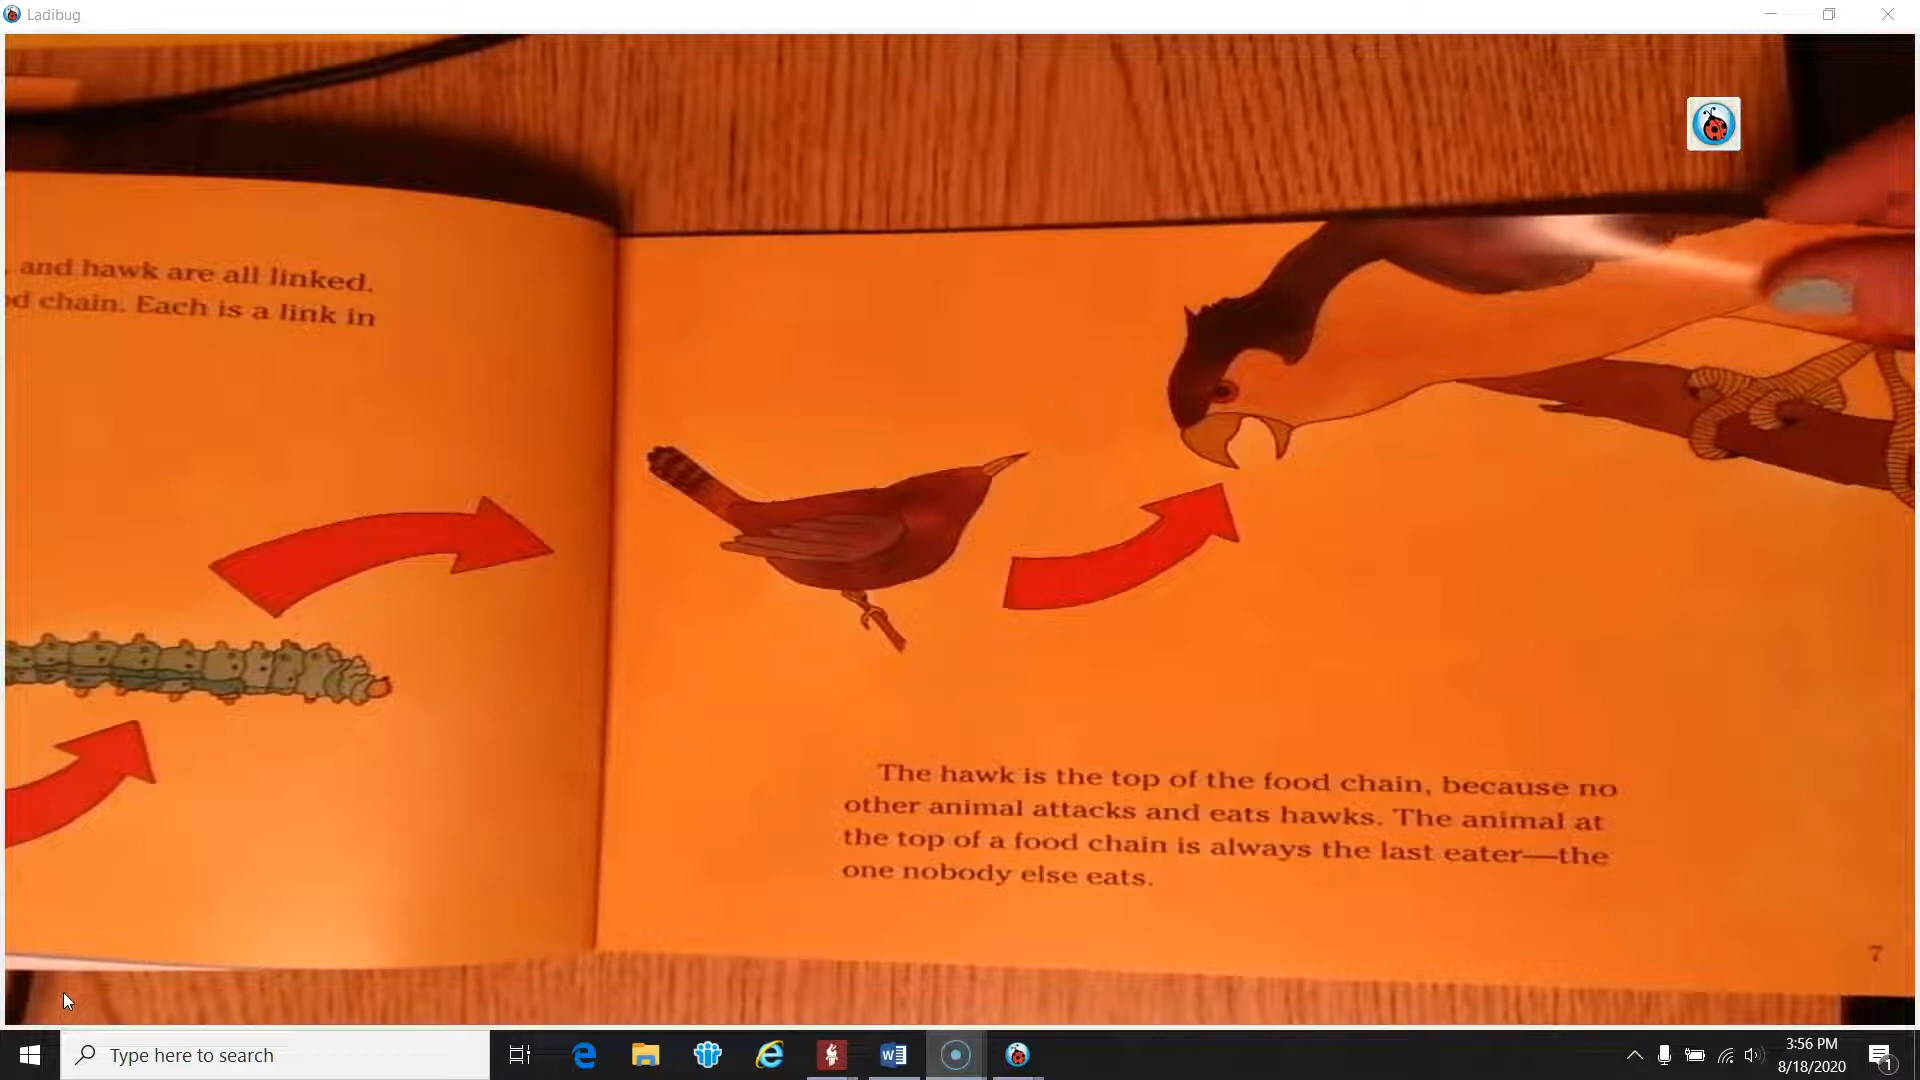 Ladibug
, and hawk are all linked.
od chain. Each is a link in
The hawk is the top of the food chain, because no
other animal attacks and eats hawks. The animal at
the top of a food chain is always the last eater—the
one nobody else eats.
7
Type here to search
3:56 PM
8/18/2020
1